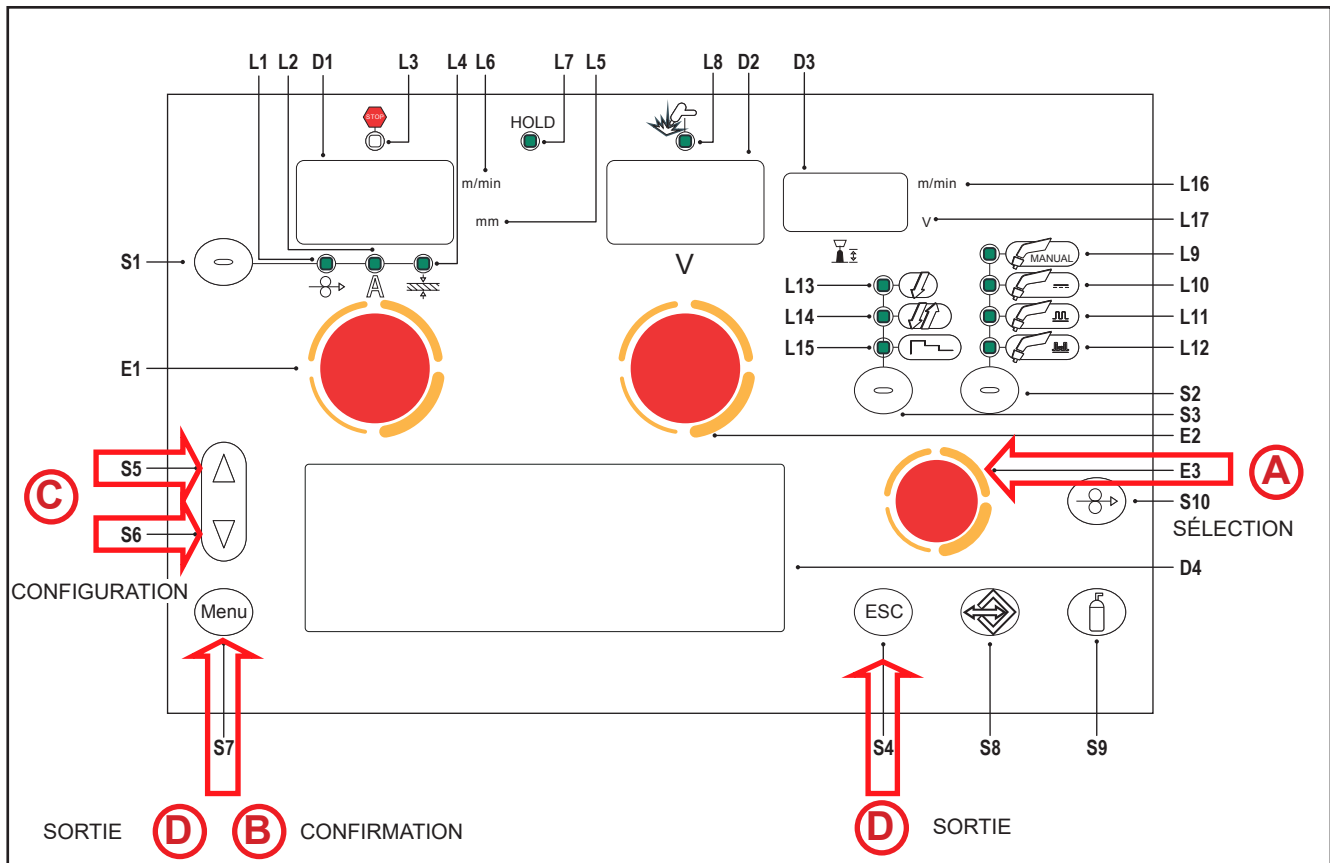 L1 L2 D1 L3 L4 L6 L7 L5 L8 D2 D3
STOP
HOLD
m/min
m/min
L16
mm
V
L17
S1
A
V
MANUAL
L9
L13
L10
L14
L11
L15
L12
E1
S2
S3
E2
S5
E3
A
C
S10
S6
SÉLECTION
D4
CONFIGURATION
Menu
ESC
S7
S4
S8
S9
SORTIE D B CONFIRMATION
D SORTIE